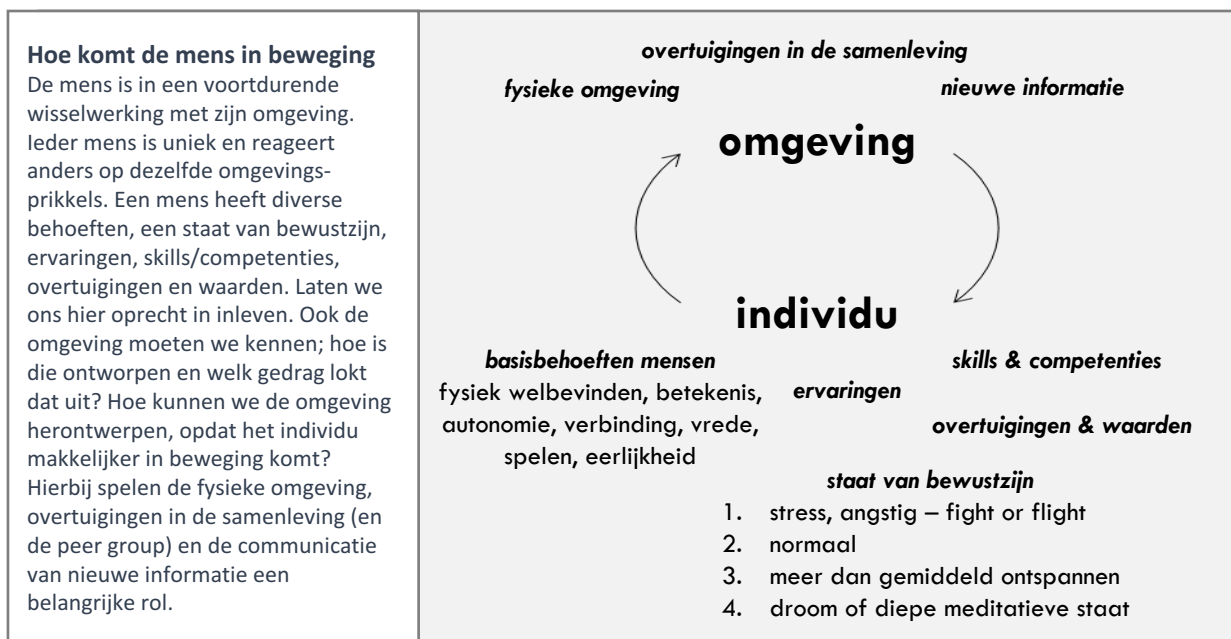 Hoe komt de mens in beweging
De mens is in een voortdurende
wisselwerking met zijn omgeving.
Ieder mens is uniek en reageert
anders op dezelfde omgevings-
prikkels. Een mens heeft diverse
behoeften, een staat van bewustzijn,
ervaringen, skills/competenties,
overtuigingen en waarden. Laten we
ons hier oprecht in inleven. Ook de
omgeving moeten we kennen; hoe is
die ontworpen en welk gedrag lokt
dat uit? Hoe kunnen we de omgeving
herontwerpen, opdat het individu
makkelijker in beweging komt?
Hierbij spelen de fysieke omgeving,
overtuigingen in de samenleving (en
de peer group) en de communicatie
van nieuwe informatie een
belangrijke rol.
overtuigingen in de samenleving
fysieke omgeving
nieuwe informatie
omgeving
individu
basisbehoeften mensen
fysiek welbevinden, betekenis,
autonomie, verbinding, vrede,
spelen, eerlijkheid
skills & competenties
ervaringen
overtuigingen & waarden
staat van bewustzijn
1. stress, angstig – fight or flight
2. normaal
3. meer dan gemiddeld ontspannen
4. droom of diepe meditatieve staat